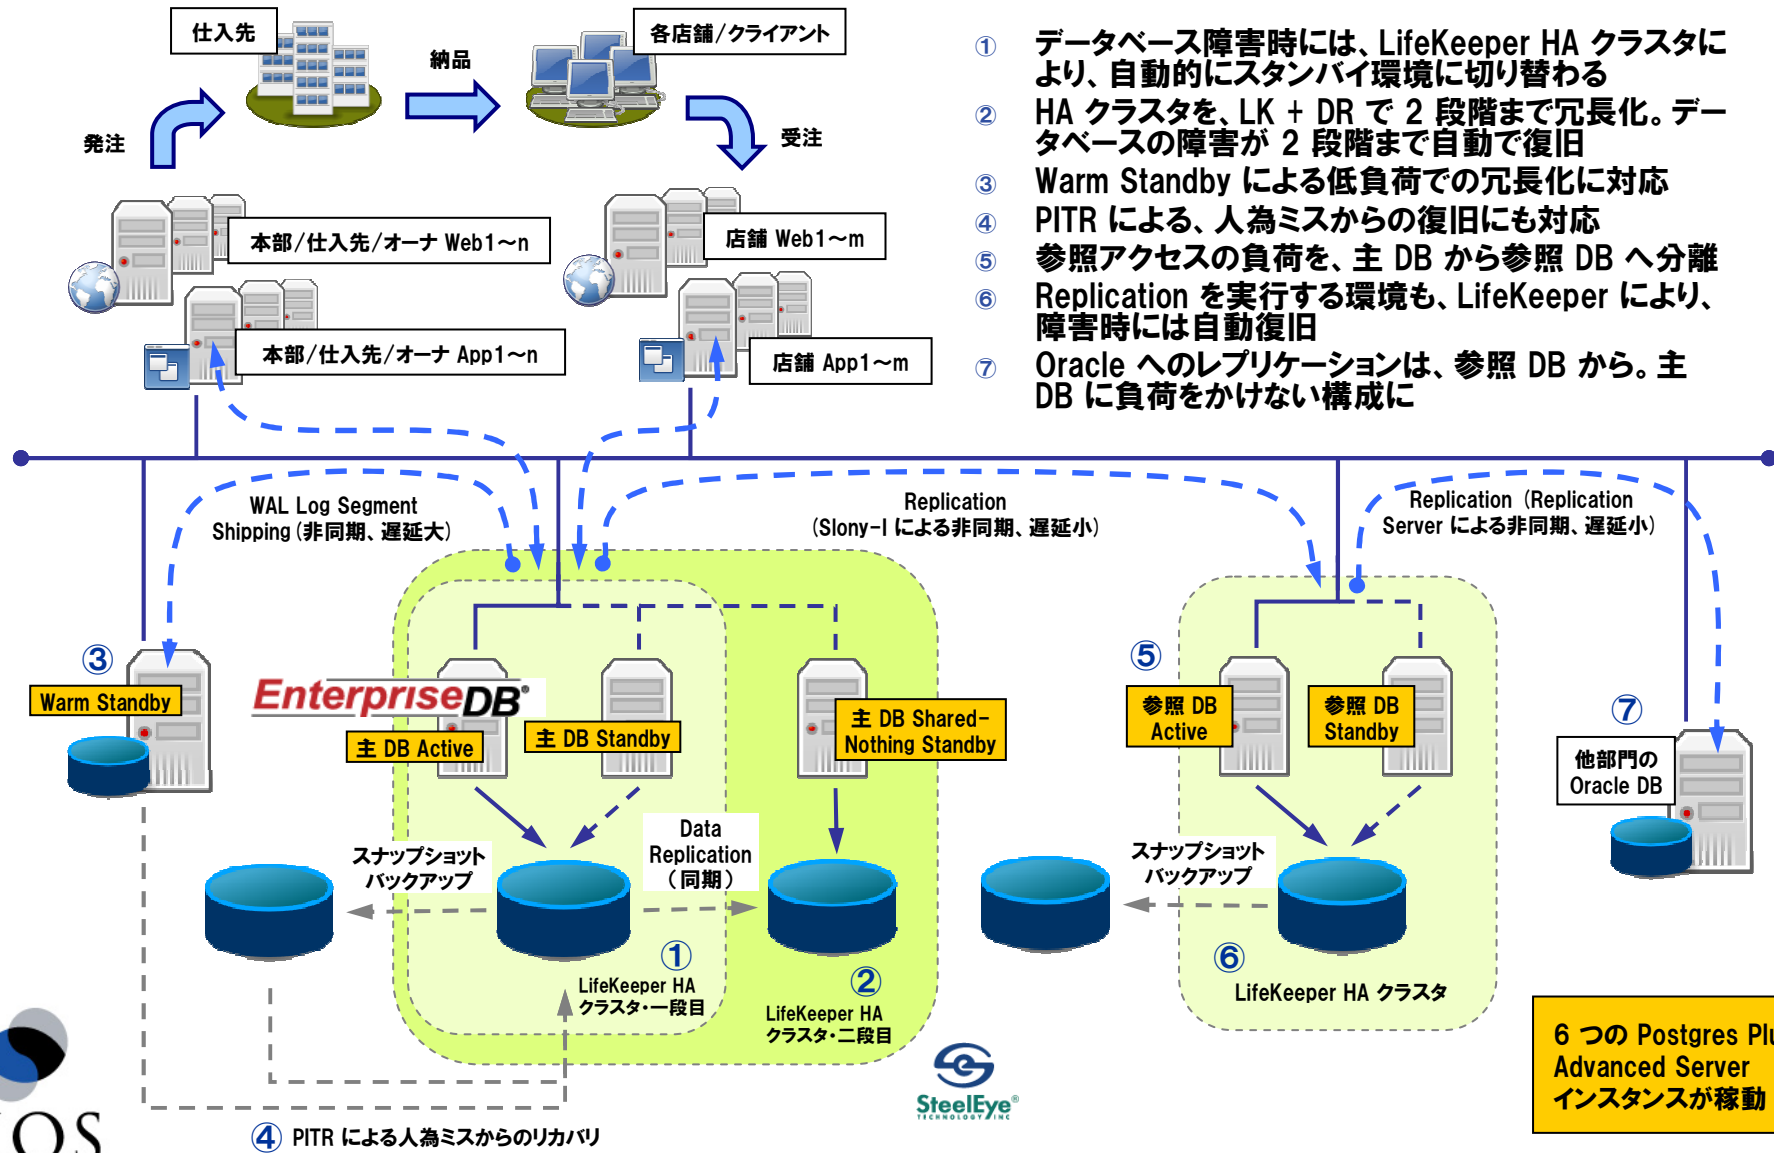 仕入先
納品
各店舗/クライアント
発注
受注
本部/仕入先/オーナ Web1～n
店舗 Web1～m
本部/仕入先/オーナ App1～n
店舗 App1～m
① データベース障害時には、LifeKeeper HA クラスタに
より、自動的にスタンバイ環境に切り替わる
② HA クラスタを、LK + DR で 2 段階まで冗長化。デー
タベースの障害が 2 段階まで自動で復旧
③ Warm Standby による低負荷での冗長化に対応
④ PITR による、人為ミスからの復旧にも対応
⑤ 参照アクセスの負荷を、主 DB から参照 DB へ分離
⑥ Replication を実行する環境も、LifeKeeper により、
障害時には自動復旧
⑦ Oracle へのレプリケーションは、参照 DB から。主
DB に負荷をかけない構成に
WAL Log Segment
Shipping（非同期、遅延大）
Replication
（Slony-I による非同期、遅延小）
Replication（Replication
Server による非同期、遅延小）
③
Warm Standby
EnterpriseDB®
主 DB Active
主 DB Standby
主 DB Shared-
Nothing Standby
⑤
参照 DB
Active
参照 DB
Standby
⑦
他部門の
Oracle DB
スナップショット
バックアップ
Data
Replication
（同期）
スナップショット
バックアップ
①
LifeKeeper HA
クラスタ・一段目
②
LifeKeeper HA
クラスタ・二段目
⑥
LifeKeeper HA クラスタ
6 つの Postgres Plu
Advanced Server
インスタンスが稼動
SteelEye®
TECHNOLOGY INC
④ PITR による人為ミスからのリカバリ